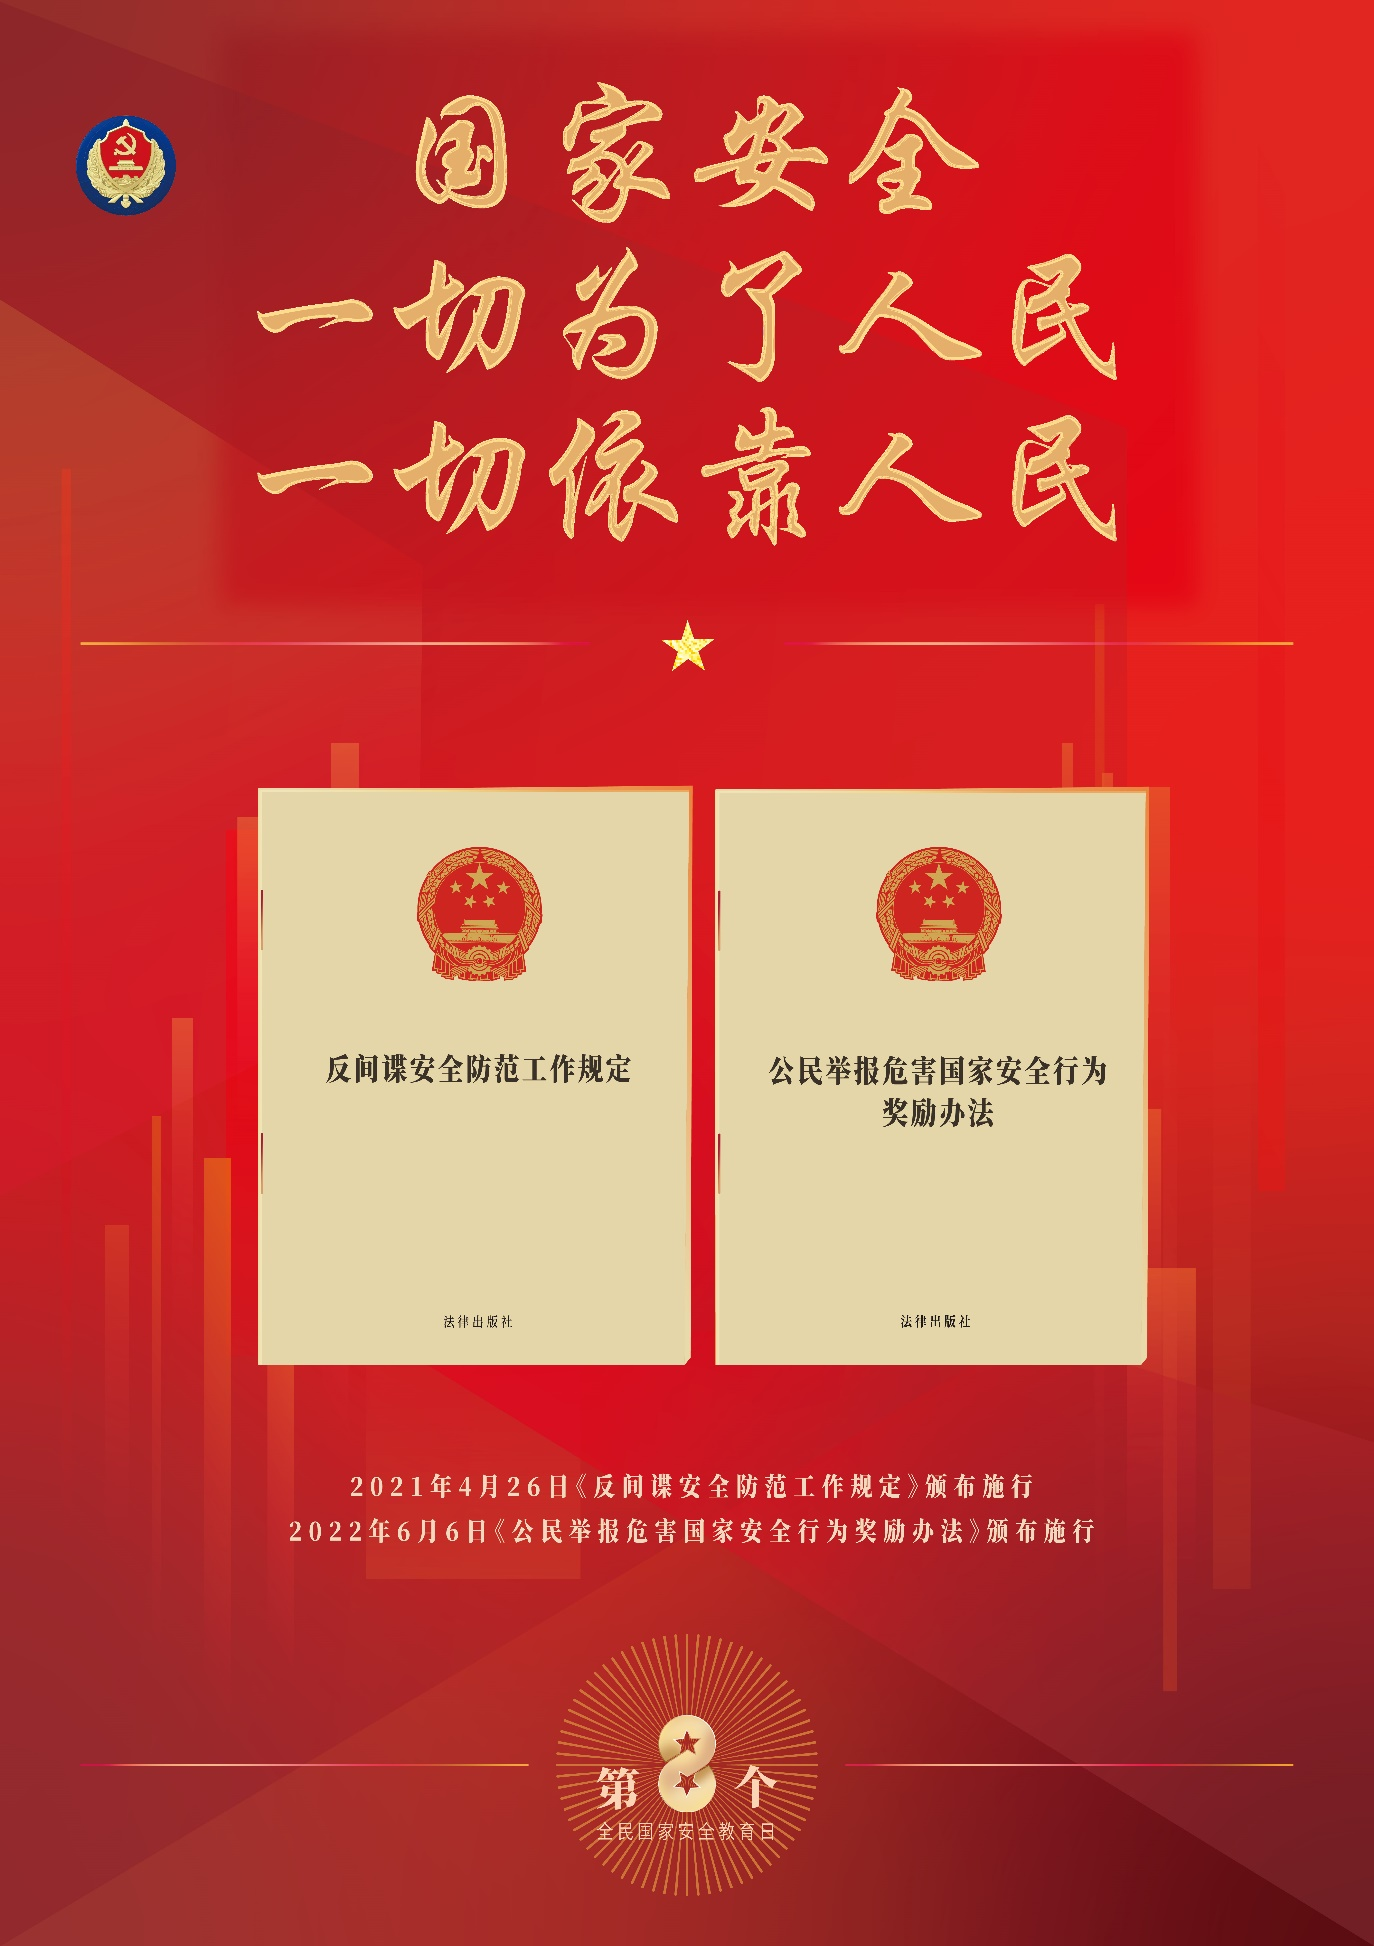 国家安全
一切为了人民
一切依靠人民
反间谍安全防范工作规定
法律出版社
公民举报危害国家安全行为
奖励办法
法律出版社
2021年4月26日《反间谍安全防范工作规定》颁布施行
2022年6月6日《公民举报危害国家安全行为奖励办法》颁布施行
第8个
全民国家安全教育日